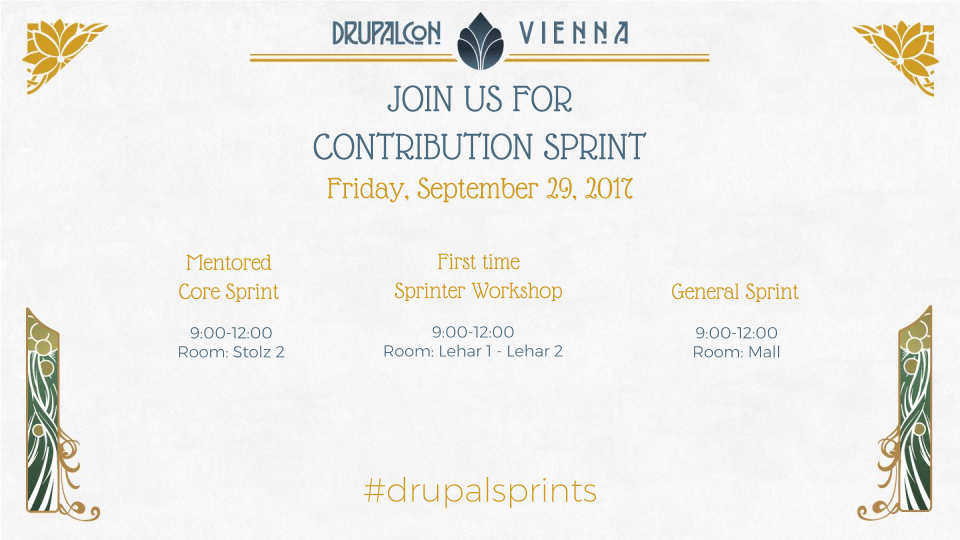 DRUPALCON VIENNA
JOIN US FOR
CONTRIBUTION SPRINT
Friday, September 29, 2017
Mentored
Core Sprint
9:00-12:00
Room: Stolz 2
First time
Sprinter Workshop
9:00-12:00
Room: Lehar 1 - Lehar 2
General Sprint
9:00-12:00
Room: Mall
#drupalsprints